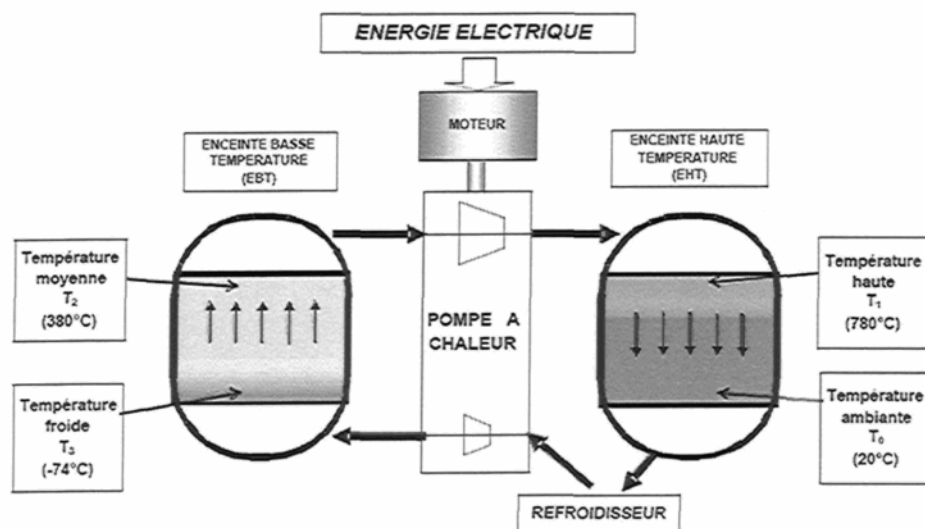 ENERGIE ELECTRIQUE
MOTEUR
ENCEINTE BASSE
TEMPERATURE
(EBT)
ENCEINTE HAUTE
TEMPERATURE
(EHT)
Température
moyenne
T₂
(380°C)
Température
haute
T₁
(780°C)
POMPE A
CHALEUR
Température
froide
T₃
(-74°C)
Température
ambiante
T₀
(20°C)
REFROIDISSEUR